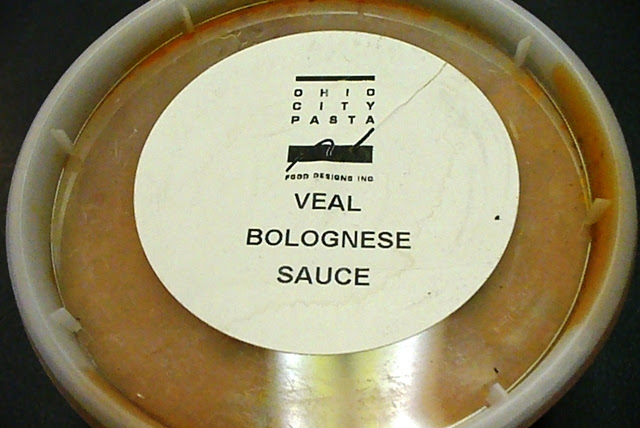 OHIO
CITY
PASTA
FOOD DESIGNS INC.
VEAL
BOLOGNESE
SAUCE